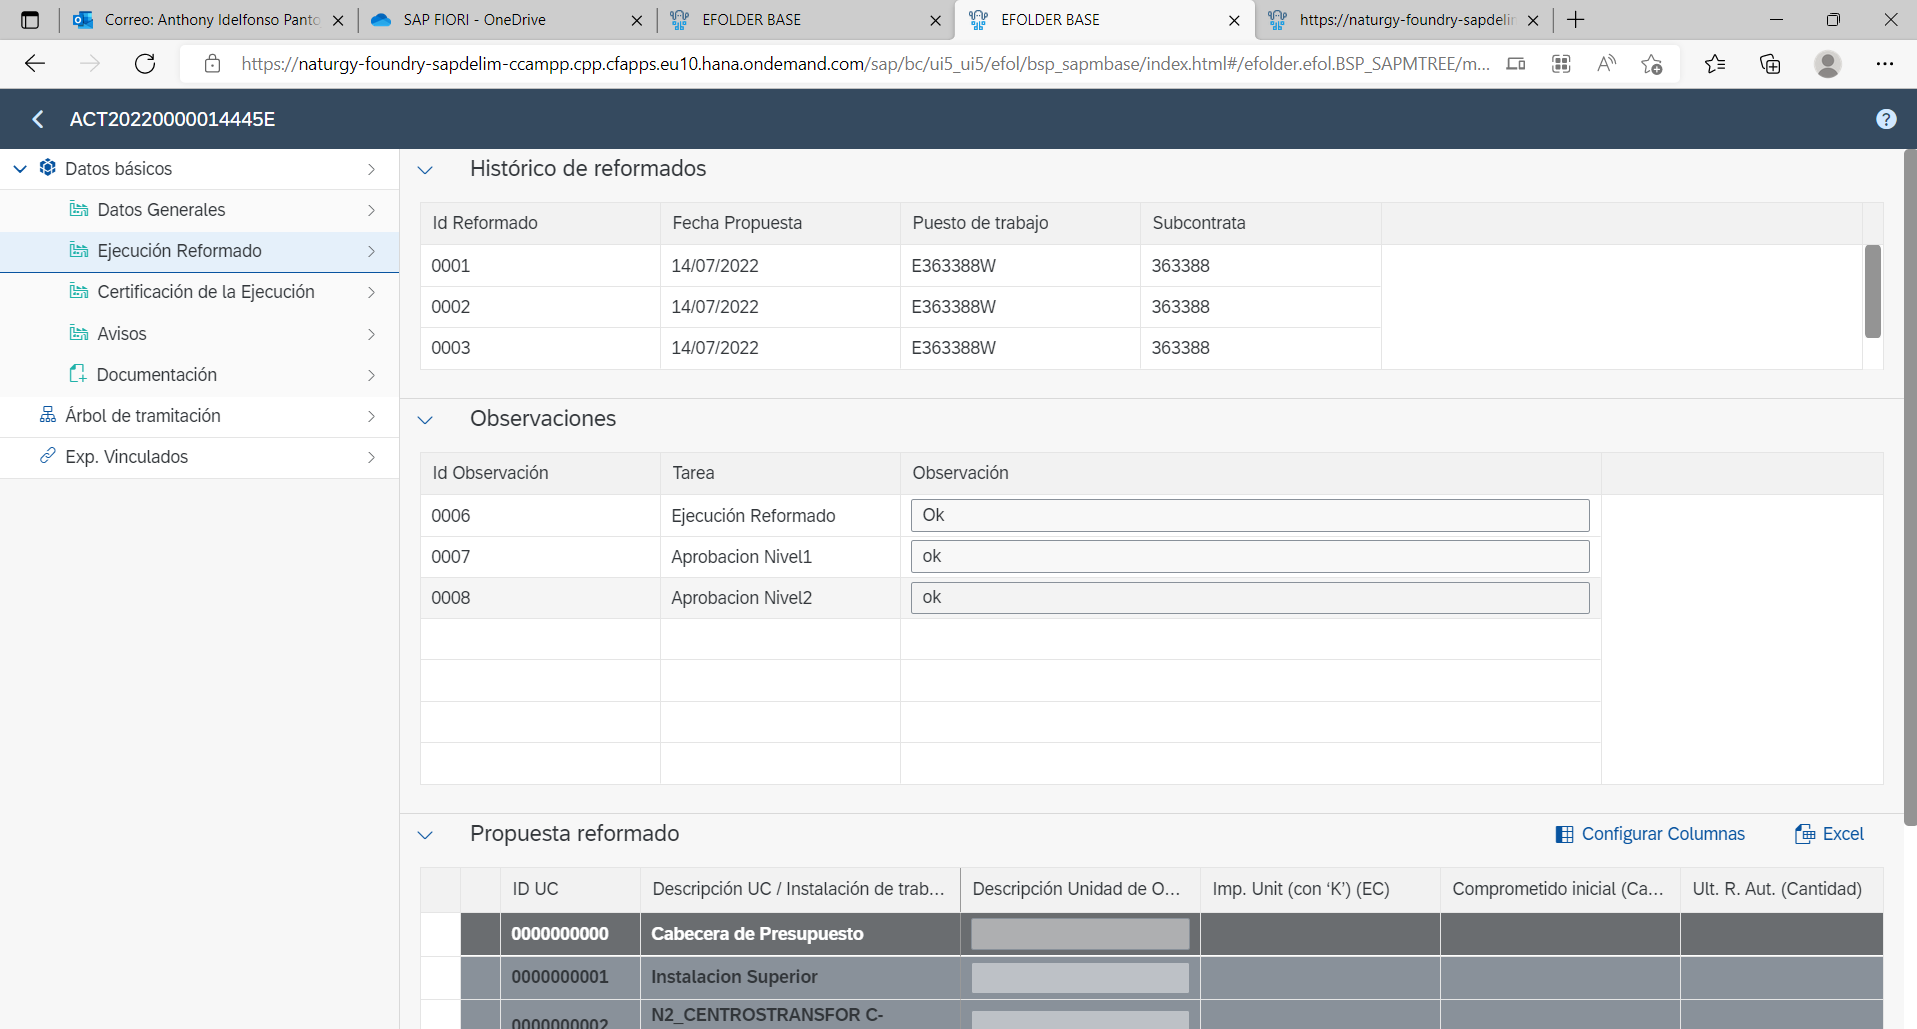 Correo: Anthony Idelfonso Panto
SAP FIORI - OneDrive
EFOLDER BASE
EFOLDER BASE
https://naturgy-foundry-sapdelim
https://naturgy-foundry-sapdelim-ccampp.cpp.cfapps.eu10.hana.ondemand.com/sap/bc/ui5_ui5/efol/bsp_sapmbase/index.html#/efolder.efol.BSP_SAPMTREE/m...
ACT20220000014445E
Datos básicos
Datos Generales
Ejecución Reformado
Certificación de la Ejecución
Avisos
Documentación
Árbol de tramitación
Exp. Vinculados
Histórico de reformados
Id Reformado Fecha Propuesta Puesto de trabajo Subcontrata
0001 14/07/2022 E363388W 363388
0002 14/07/2022 E363388W 363388
0003 14/07/2022 E363388W 363388
Observaciones
Id Observación Tarea Observación
0006 Ejecución Reformado Ok
0007 Aprobacion Nivel1 ok
0008 Aprobacion Nivel2 ok
Propuesta reformado
Configurar Columnas Excel
ID UC Descripción UC / Instalación de trab... Descripción Unidad de O... Imp. Unit (con ‘K’) (EC) Comprometido inicial (Ca... Ult. R. Aut. (Cantidad)
0000000000 Cabecera de Presupuesto
0000000001 Instalacion Superior
0000000002 N2_CENTROSTRANSFOR C-